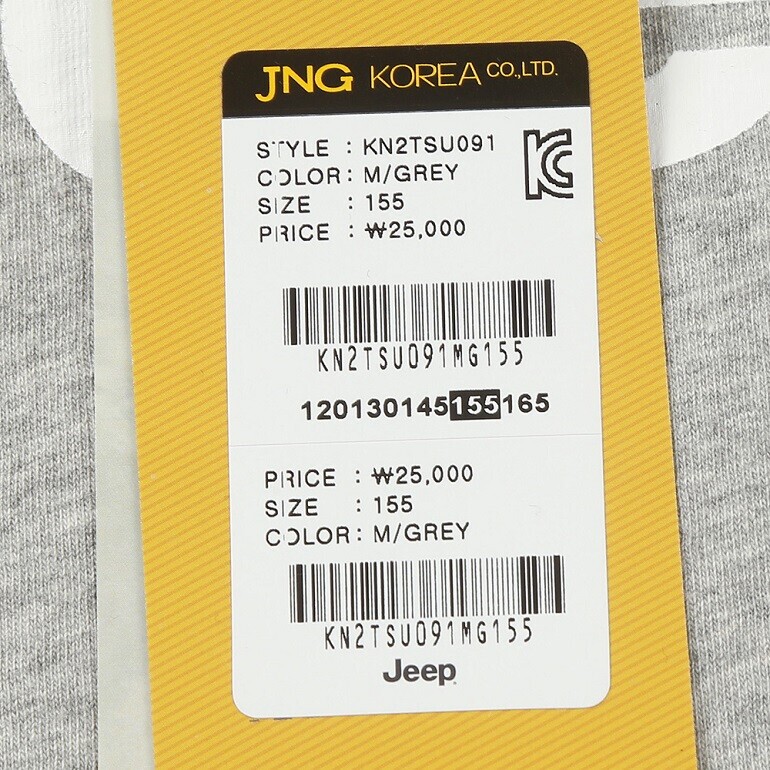 JNG KOREA CO.,LTD.
STYLE : KN2TSU091
COLOR : M/GREY
SIZE : 155
PRICE : ₩25,000
KN2TSU091MG155
120130145155165
PRICE : ₩25,000
SIZE : 155
COLOR : M/GREY
KN2TSU091MG155
Jeep